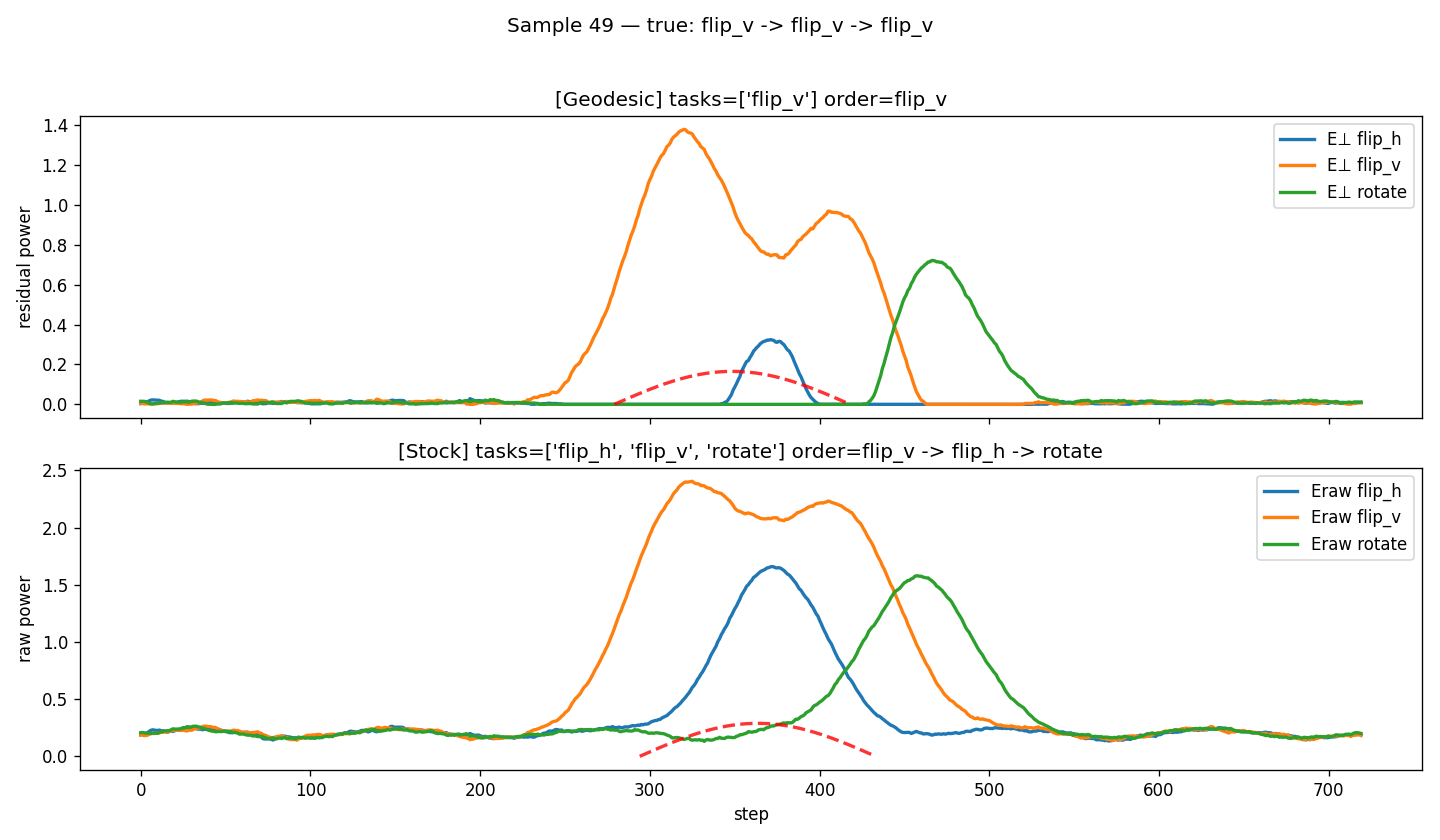 Sample 49 — true: flip_v -> flip_v -> flip_v
[Geodesic] tasks=['flip_v'] order=flip_v
residual power
1.4
1.2
1.0
0.8
0.6
0.4
0.2
0.0
E⊥ flip_h
E⊥ flip_v
E⊥ rotate
[Stock] tasks=['flip_h', 'flip_v', 'rotate'] order=flip_v -> flip_h -> rotate
raw power
2.5
2.0
1.5
1.0
0.5
0.0
Eraw flip_h
Eraw flip_v
Eraw rotate
0 100 200 300 400 500 600 700
step